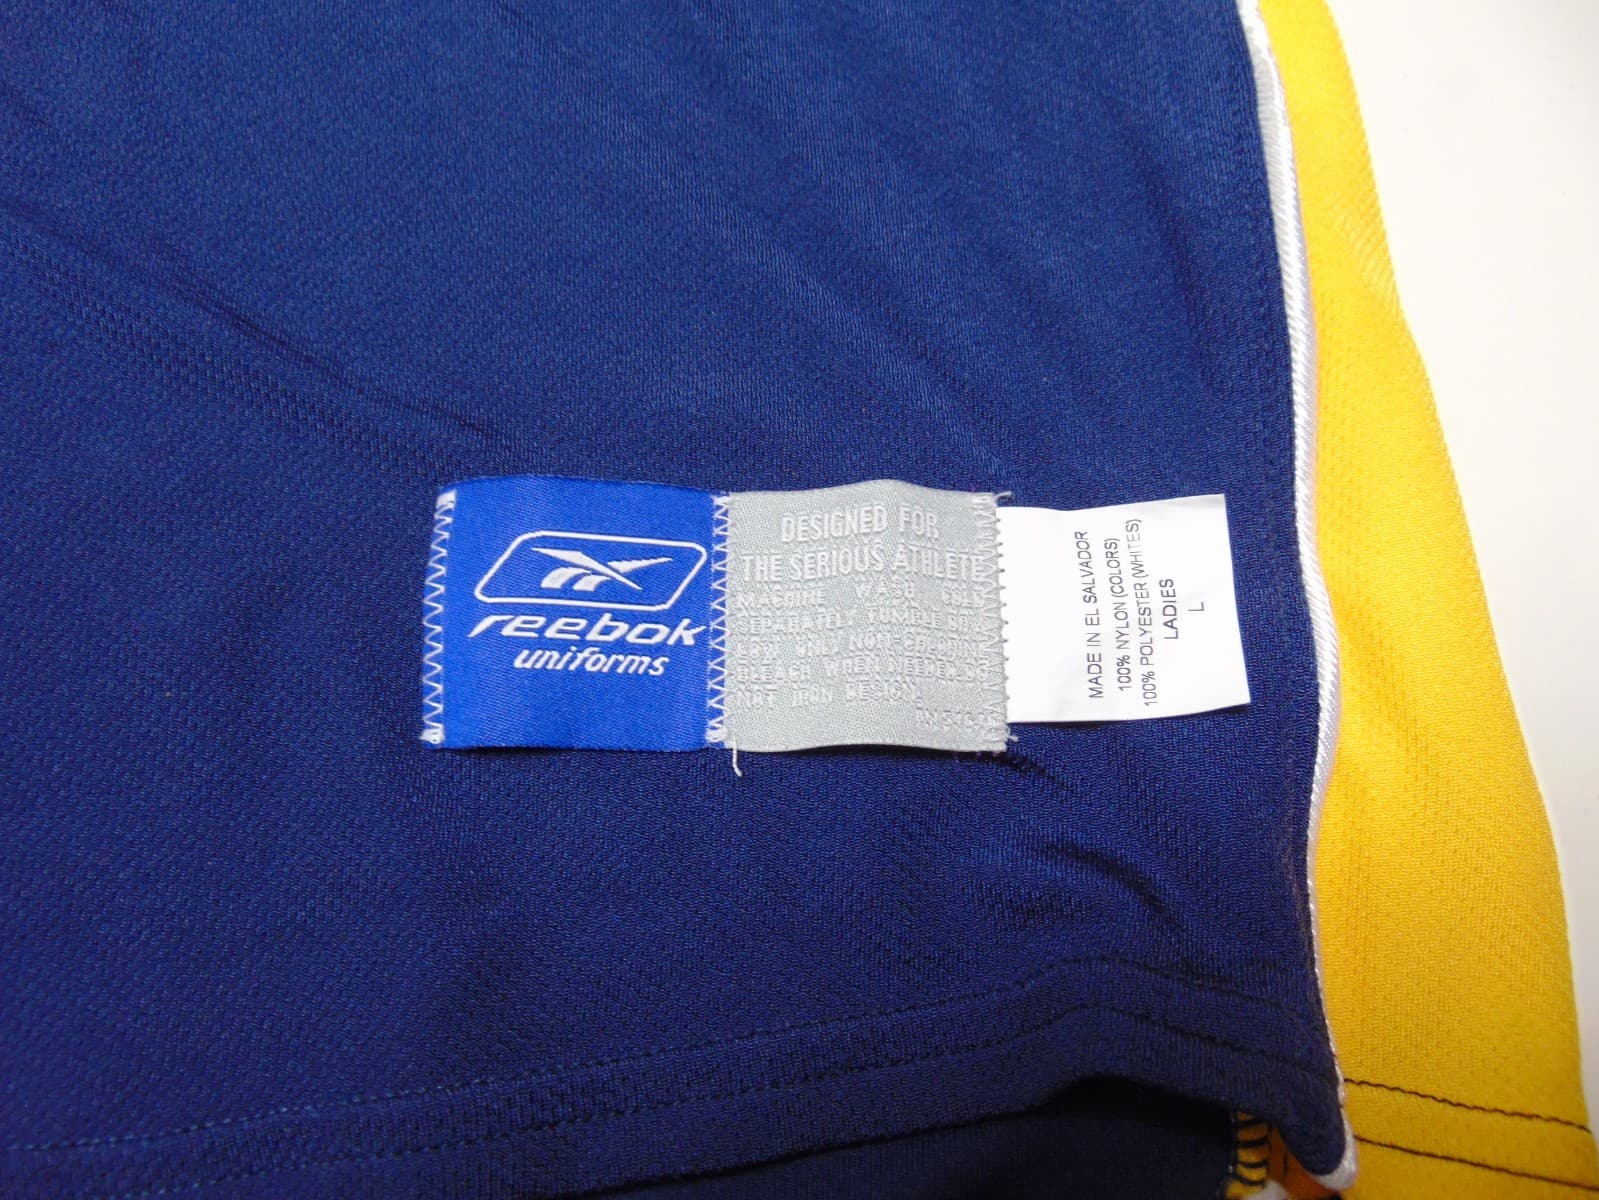 reebok
uniforms
DESIGNED FOR
THE SERIOUS ATHLETE
MACHINE WASH COLD
SEPARATELY TUMBLE DRY
ONLY NON-CHLORINE
BLEACH WHEN NEEDED DO
NOT IRON DESIGN
MADE IN EL SALVADOR
100% NYLON (COLORS)
100% POLYESTER (WHITES)
LADIES
L